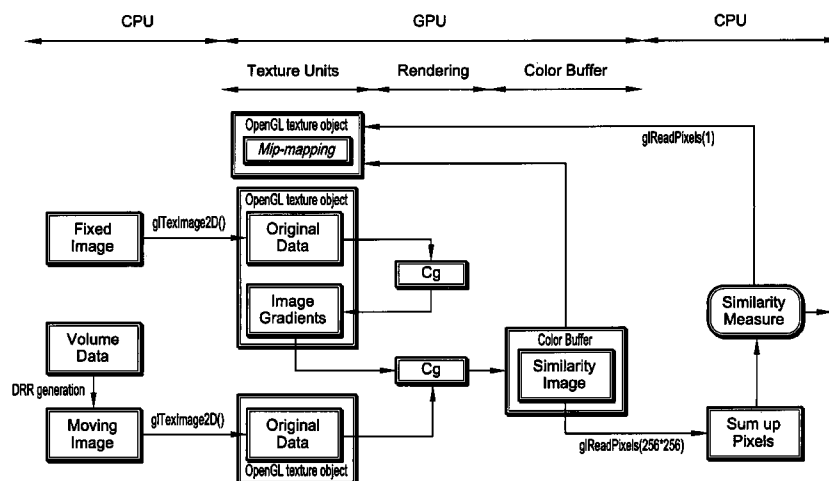 CPU
GPU
CPU
Texture Units
Rendering
Color Buffer
OpenGL texture object
Mip-mapping
glReadPixels(1)
OpenGL texture object
Fixed
Image
glTexImage2D()
Original
Data
Cg
Image
Gradients
Similarity
Measure
Volume
Data
Color Buffer
Similarity
Image
Cg
DRR generation
Moving
Image
glTexImage2D()
Original
Data
OpenGL texture object
glReadPixels(256*256)
Sum up
Pixels